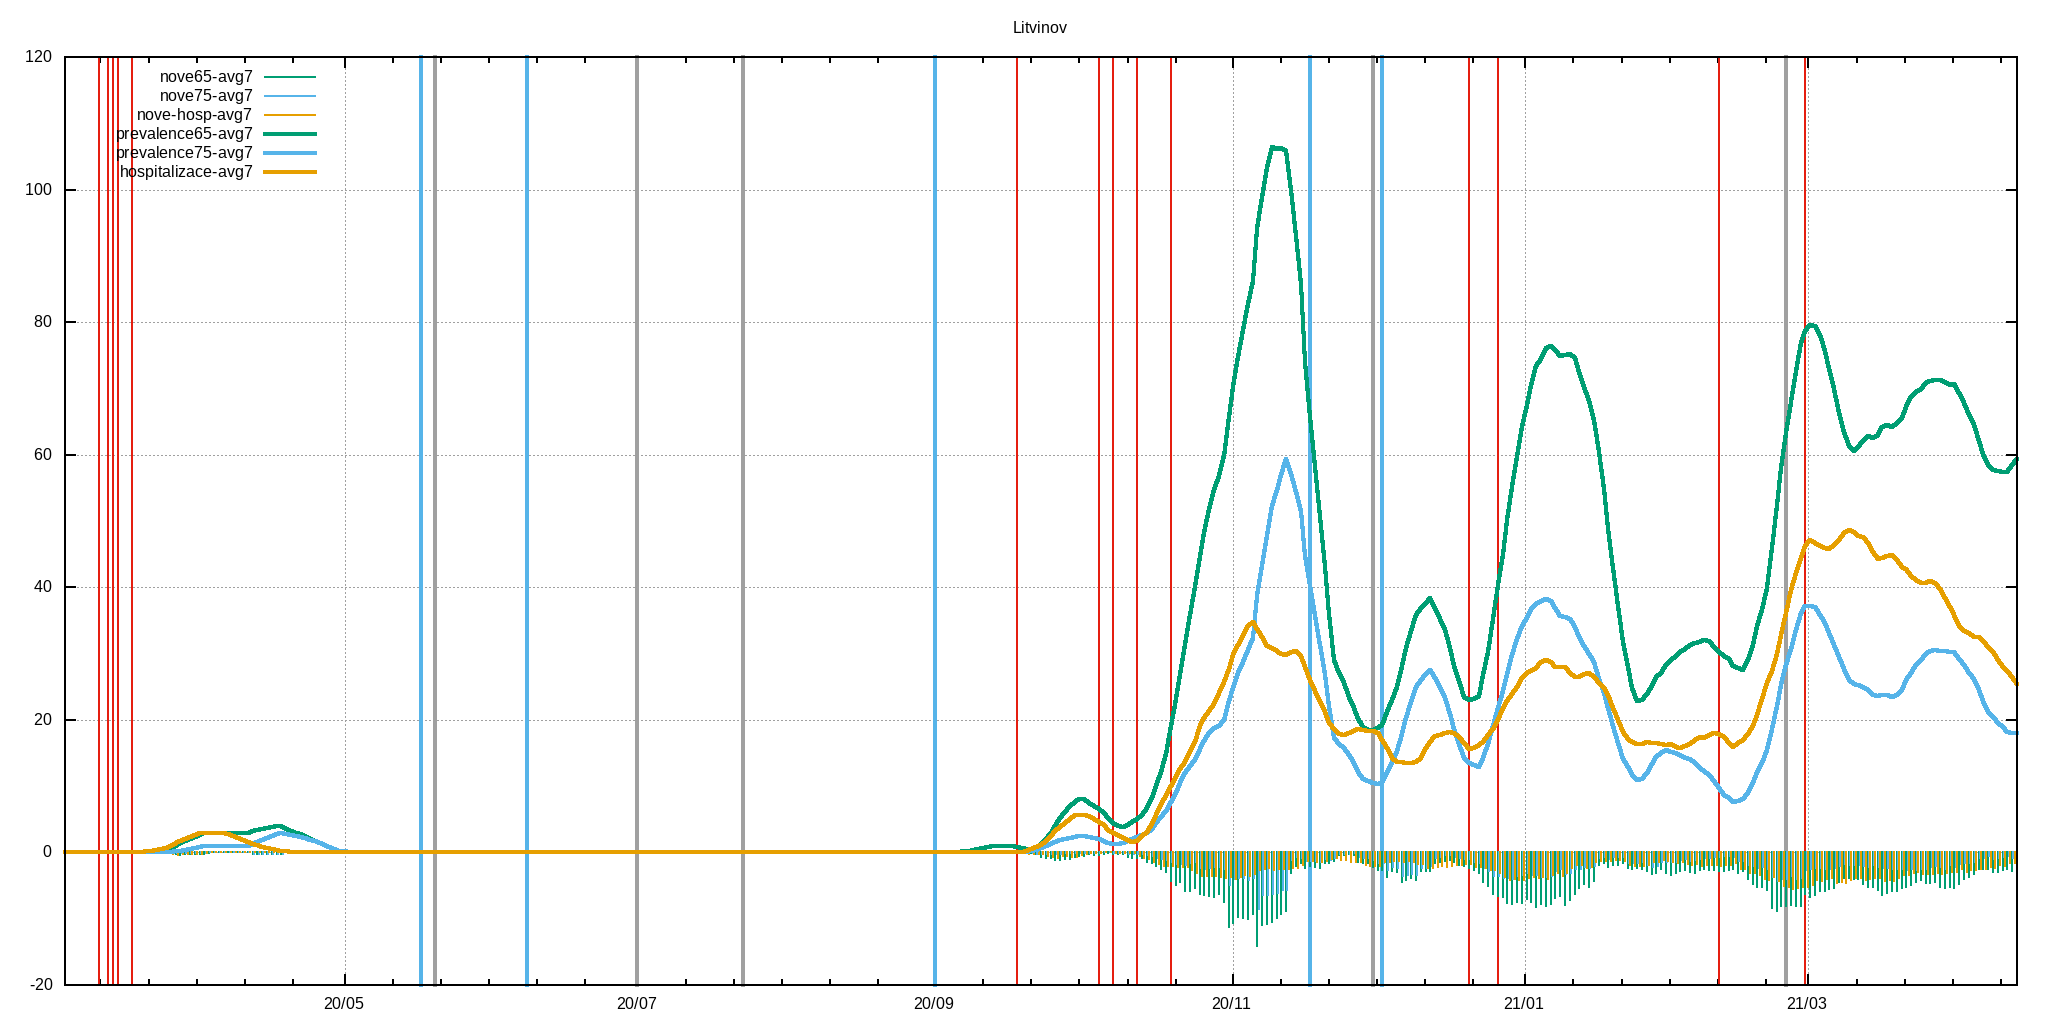 Litvinov
120
100
80
60
40
20
0
-20
nove65-avg7
nove75-avg7
nove-hosp-avg7
prevalence65-avg7
prevalence75-avg7
hospitalizace-avg7
20/05 20/07 20/09 20/11 21/01 21/03